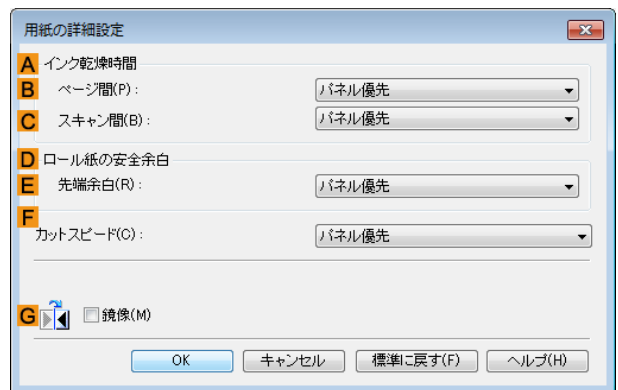 用紙の詳細設定
A インク乾燥時間
B ページ間(P): パネル優先
C スキャン間(B): パネル優先
D ロール紙の安全余白
E 先端余白(R): パネル優先
F
カットスピード(C): パネル優先
G 鏡像(M)
OK キャンセル 標準に戻す(F) ヘルプ(H)